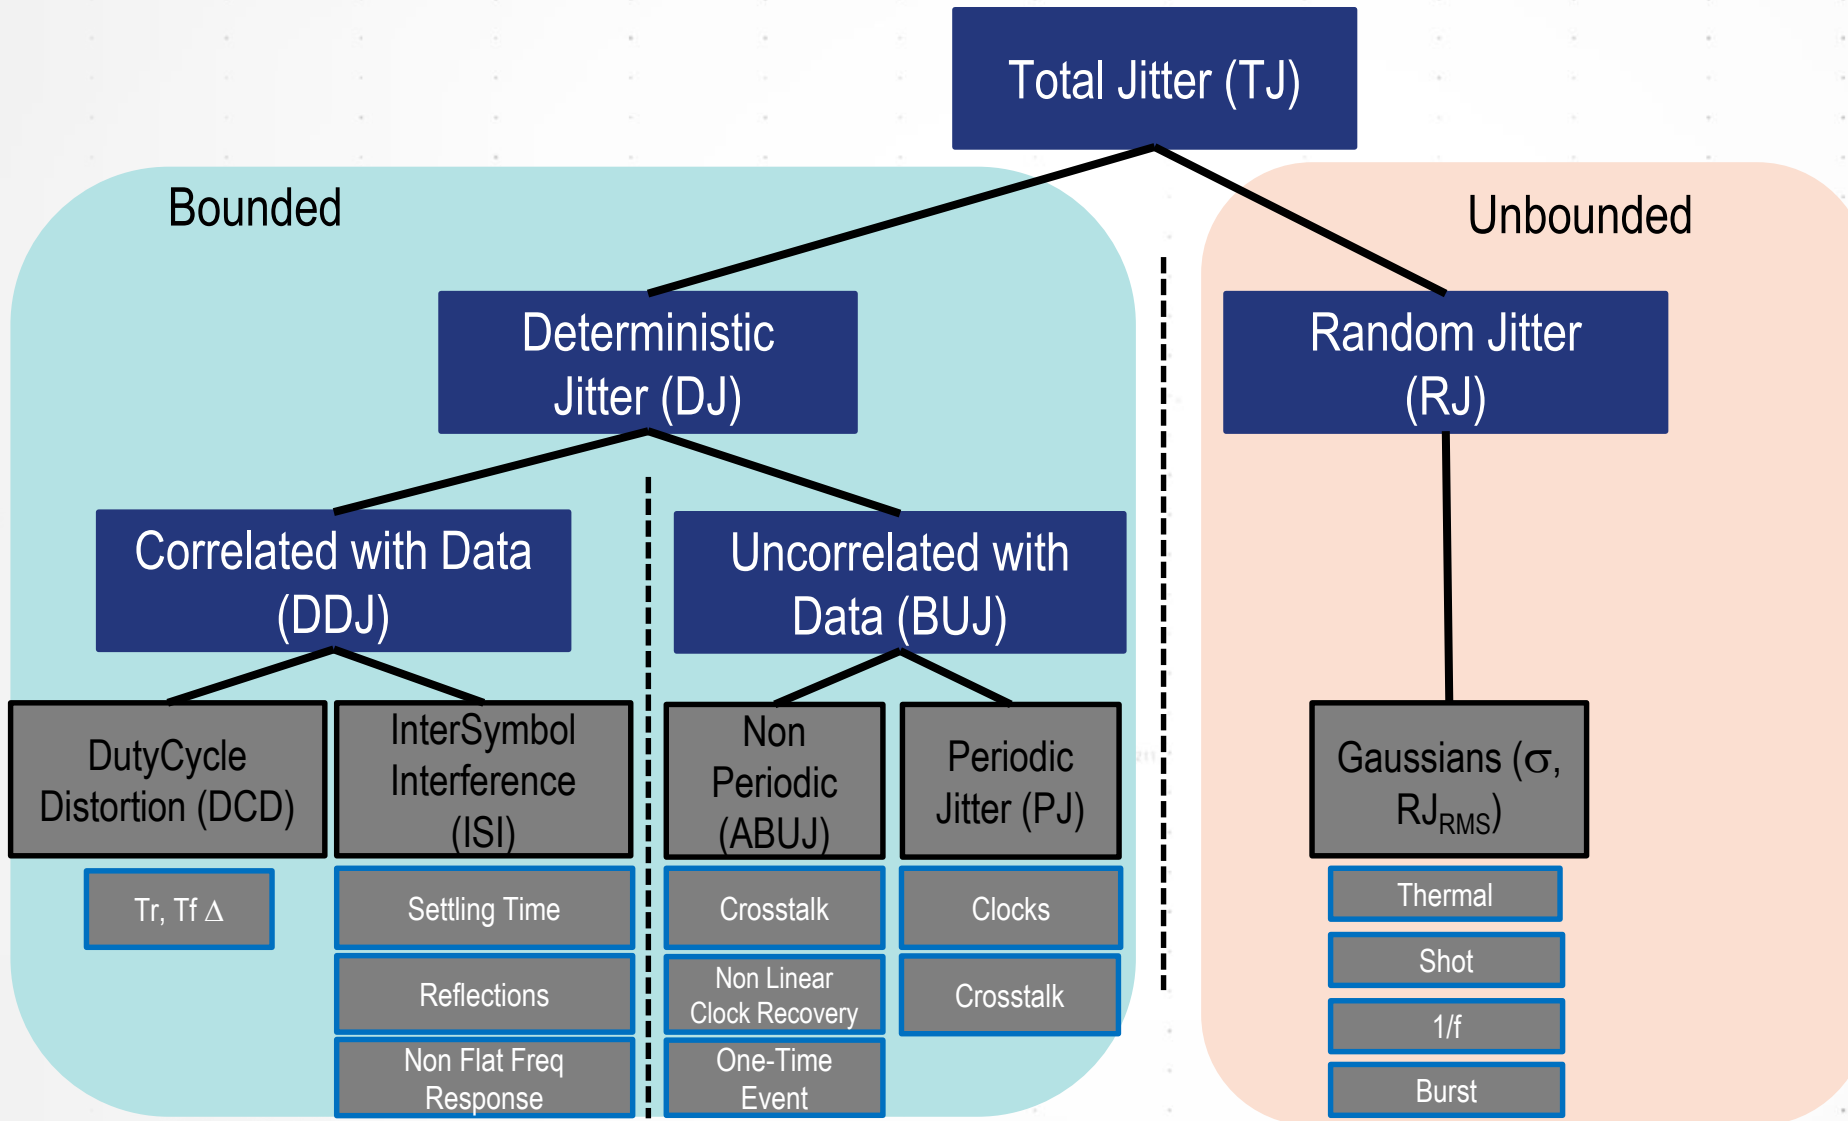 Total Jitter (TJ)
Bounded
Unbounded
Deterministic
Jitter (DJ)
Random Jitter
(RJ)
Correlated with Data
(DDJ)
Uncorrelated with
Data (BUJ)
DutyCycle
Distortion (DCD)
InterSymbol
Interference
(ISI)
Non
Periodic
(ABUJ)
Periodic
Jitter (PJ)
Gaussians (σ,
RJRMS)
Tr, Tf Δ
Settling Time
Reflections
Non Flat Freq
Response
Crosstalk
Non Linear
Clock Recovery
One-Time
Event
Clocks
Crosstalk
Thermal
Shot
1/f
Burst